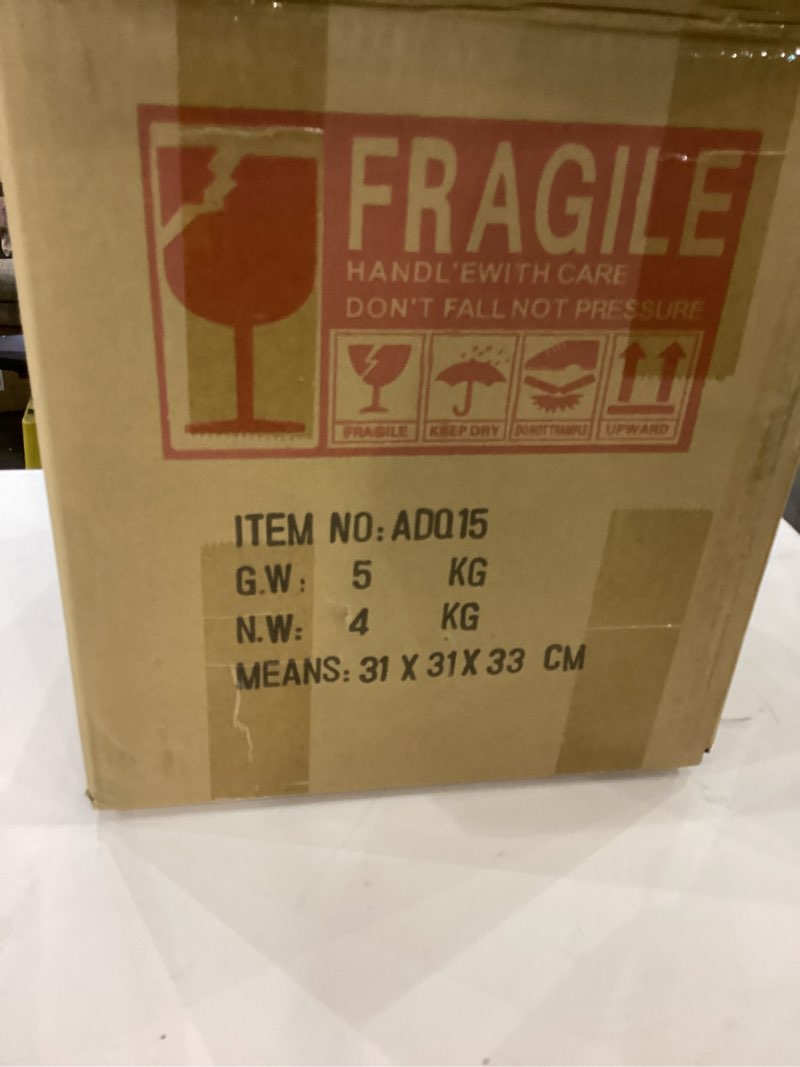 FRAGILE
HANDL'EWITH CARE
DON'T FALL NOT PRESSURE
FRAGILE KEEP DRY DO NOT TRAMPLE UPWARD
ITEM NO: ADQ15
G.W: 5 KG
N.W: 4 KG
MEANS: 31 X 31 X 33 CM